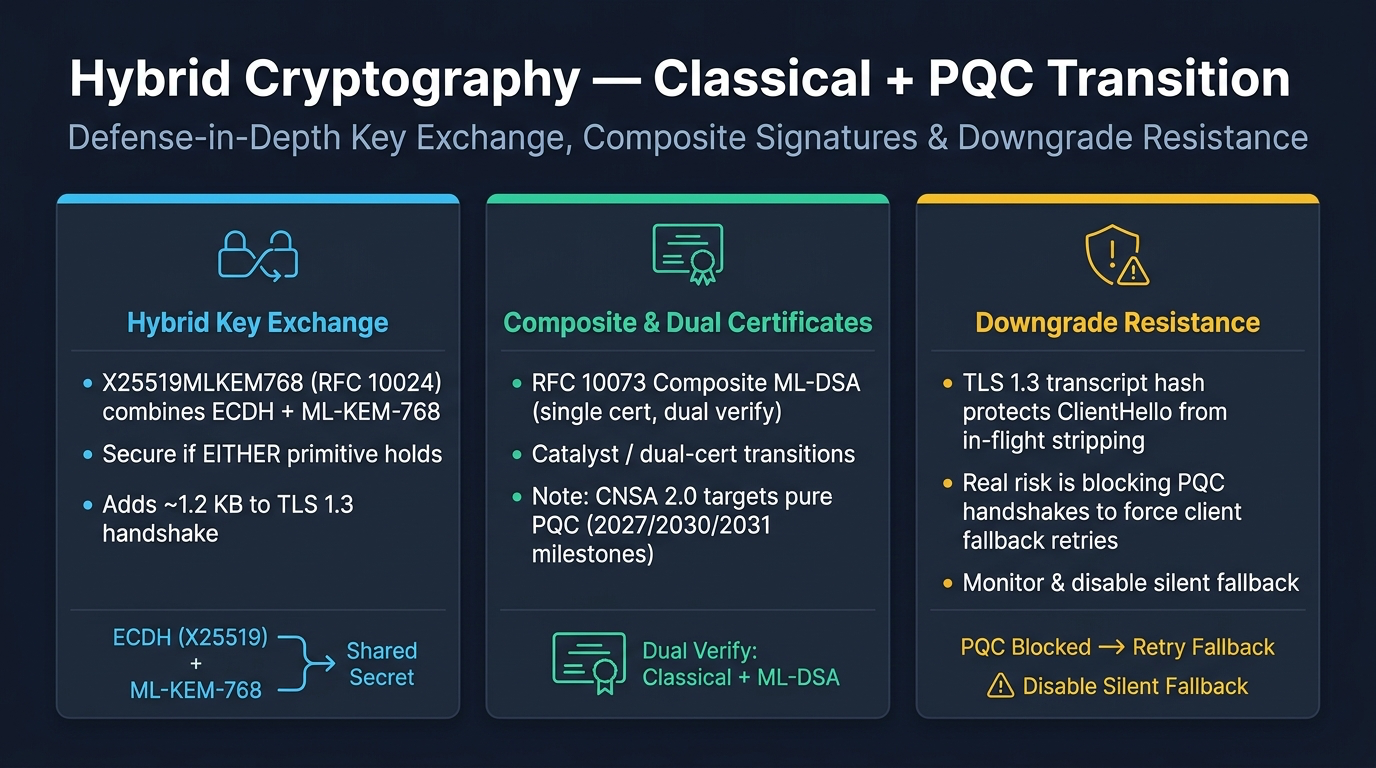 Hybrid Cryptography — Classical + PQC Transition
Defense-in-Depth Key Exchange, Composite Signatures & Downgrade Resistance
Hybrid Key Exchange
• X25519MLKEM768 (RFC 10024)
combines ECDH + ML-KEM-768
• Secure if EITHER primitive holds
• Adds ~1.2 KB to TLS 1.3
handshake
ECDH (X25519)
+
ML-KEM-768
Shared
Secret
Composite & Dual Certificates
• RFC 10073 Composite ML-DSA
(single cert, dual verify)
• Catalyst / dual-cert transitions
• Note: CNSA 2.0 targets pure
PQC (2027/2030/2031
milestones)
Dual Verify:
Classical + ML-DSA
Downgrade Resistance
• TLS 1.3 transcript hash
protects ClientHello from
in-flight stripping
• Real risk is blocking PQC
handshakes to force client
fallback retries
• Monitor & disable silent fallback
PQC Blocked → Retry Fallback
Disable Silent Fallback